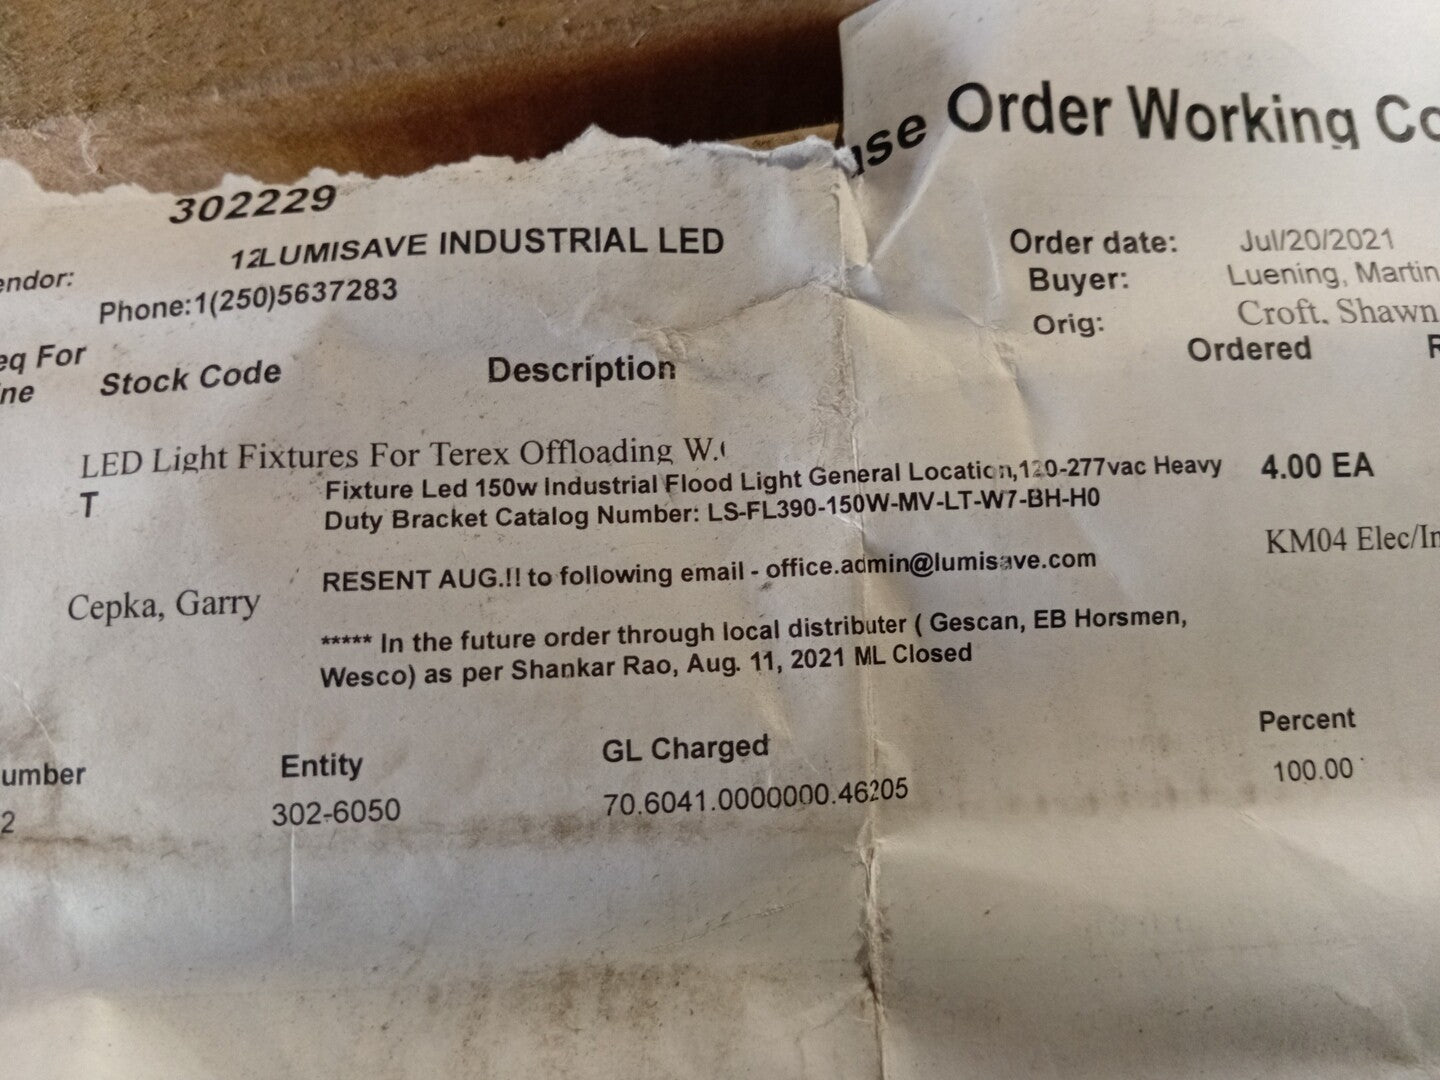 Order Working Co
302229
12LUMISAVE INDUSTRIAL LED
endor:
Phone:1(250)5637283
Order date: Jul/20/2021
Buyer: Luening, Martin
Orig: Croft, Shawn
eq For
ne Stock Code Description Ordered
LED Light Fixtures For Terex Offloading
T Fixture Led 150w Industrial Flood Light General Location,120-277vac Heavy 4.00 EA
Duty Bracket Catalog Number: LS-FL390-150W-MV-LT-W7-BH-H0
KM04 Elec/In
RESENT AUG.!! to following email - office.admin@lumisave.com
Cepka, Garry
***** In the future order through local distributer ( Gescan, EB Horsmen,
Wesco) as per Shankar Rao, Aug. 11, 2021 ML Closed
umber Entity GL Charged Percent
2 302-6050 70.6041.0000000.46205 100.00